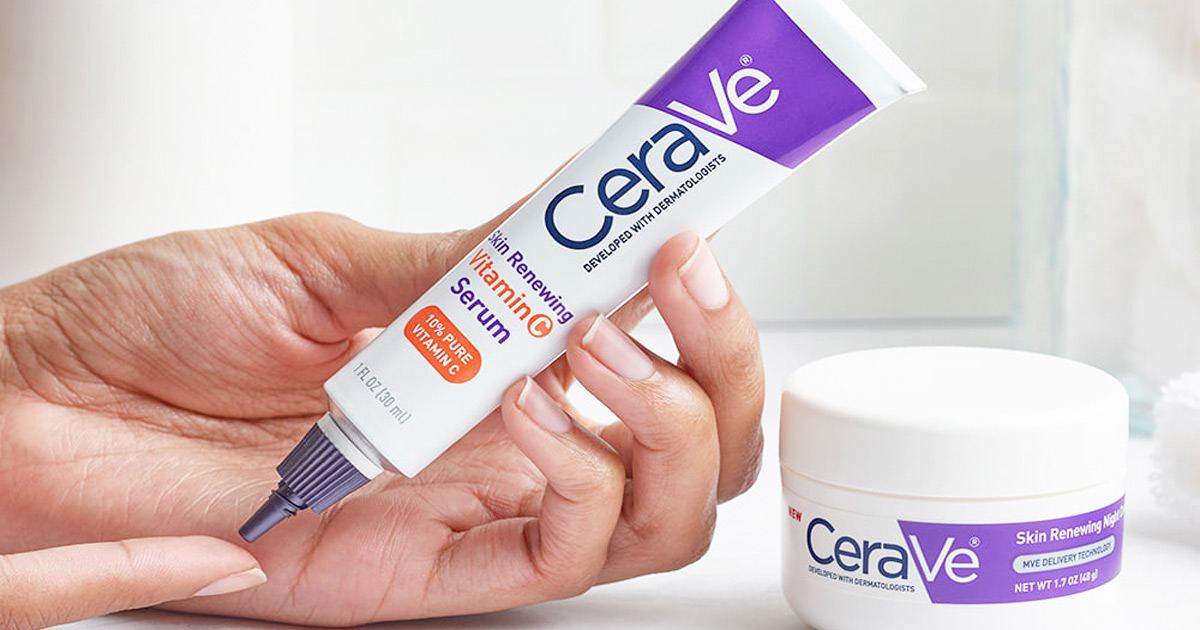 CeraVe®
DEVELOPED WITH DERMATOLOGISTS
Skin Renewing
Vitamin C
Serum
10% PURE
VITAMIN C
1 FL OZ (30 ml)
NEW
CeraVe®
DEVELOPED WITH DERMATOLOGISTS
Skin Renewing Night
MVE DELIVERY TECHNOLOGY
NET WT 1.7 OZ (48 g)